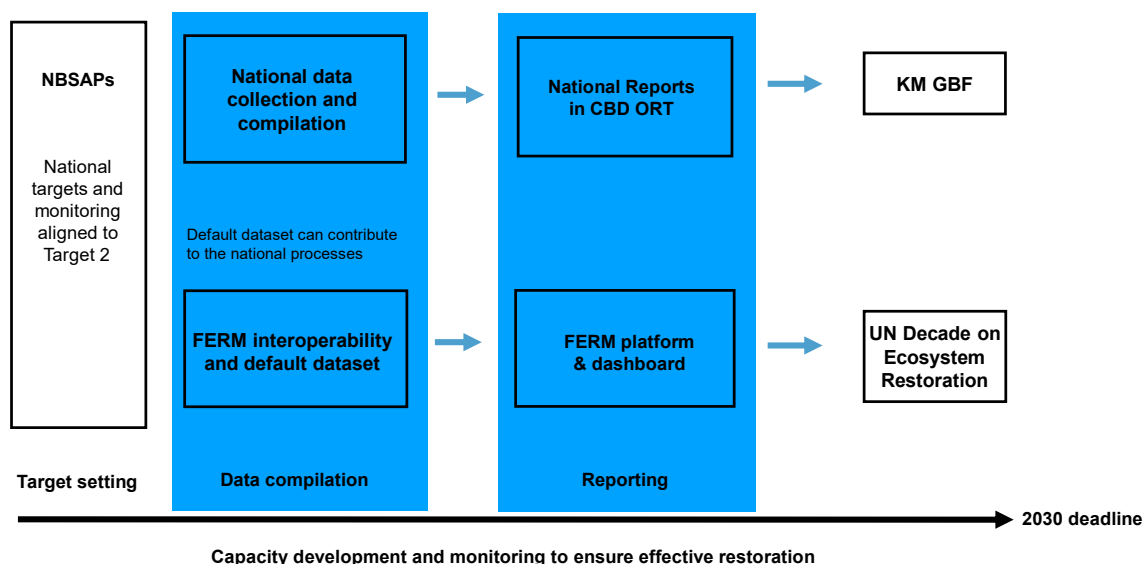 NBSAPs
National
targets and
monitoring
aligned to
Target 2
National data
collection and
compilation
National Reports
in CBD ORT
KM GBF
Default dataset can contribute
to the national processes
FERM interoperability
and default dataset
FERM platform
& dashboard
UN Decade on
Ecosystem
Restoration
Target setting
Data compilation
Reporting
2030 deadline
Capacity development and monitoring to ensure effective restoration